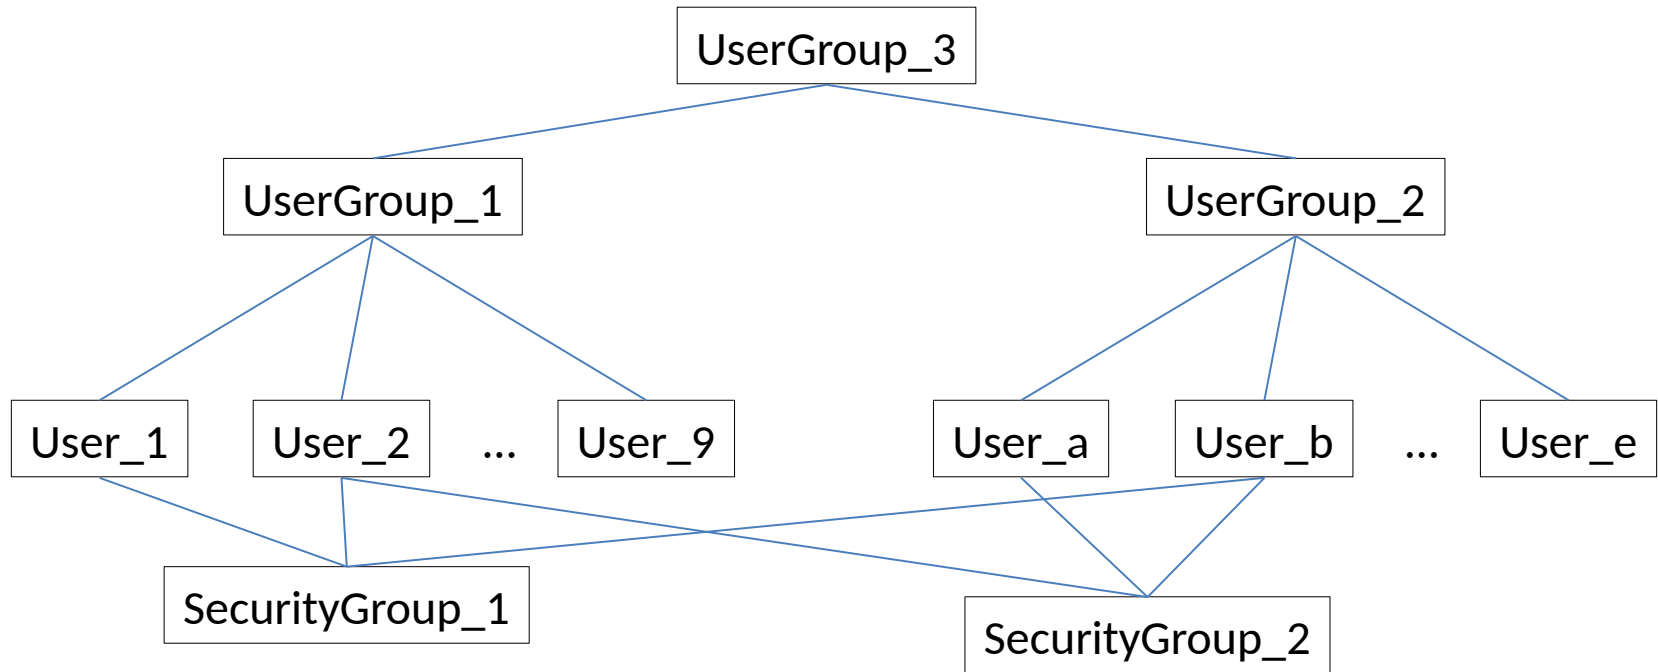 UserGroup_3
UserGroup_1
UserGroup_2
User_1
User_2
...
User_9
User_a
User_b
...
User_e
SecurityGroup_1
SecurityGroup_2